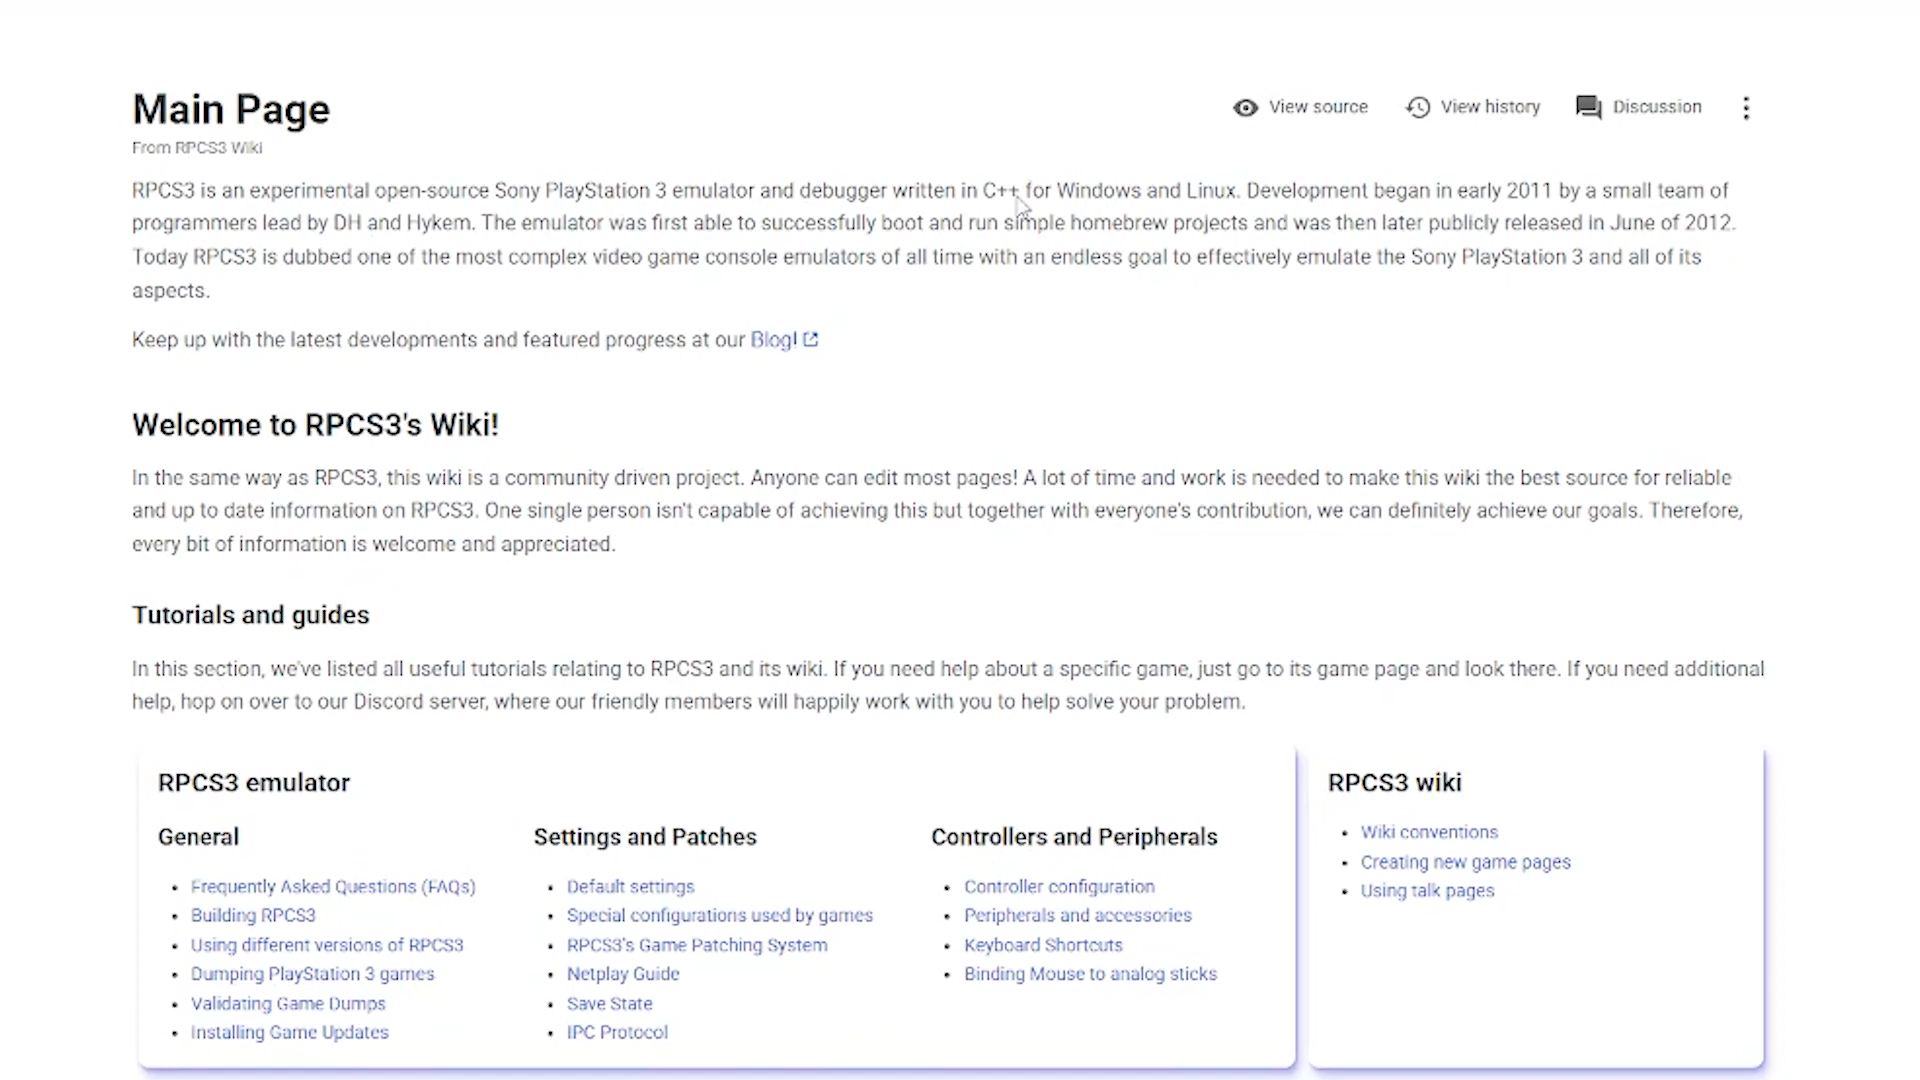 Main Page
View source
View history
Discussion
From RPCS3 Wiki
RPCS3 is an experimental open-source Sony PlayStation 3 emulator and debugger written in C++ for Windows and Linux. Development began in early 2011 by a small team of
programmers lead by DH and Hykem. The emulator was first able to successfully boot and run simple homebrew projects and was then later publicly released in June of 2012.
Today RPCS3 is dubbed one of the most complex video game console emulators of all time with an endless goal to effectively emulate the Sony PlayStation 3 and all of its
aspects.
Keep up with the latest developments and featured progress at our Blog!
Welcome to RPCS3's Wiki!
In the same way as RPCS3, this wiki is a community driven project. Anyone can edit most pages! A lot of time and work is needed to make this wiki the best source for reliable
and up to date information on RPCS3. One single person isn't capable of achieving this but together with everyone's contribution, we can definitely achieve our goals. Therefore,
every bit of information is welcome and appreciated.
Tutorials and guides
In this section, we've listed all useful tutorials relating to RPCS3 and its wiki. If you need help about a specific game, just go to its game page and look there. If you need additional
help, hop on over to our Discord server, where our friendly members will happily work with you to help solve your problem.
RPCS3 emulator
General
Frequently Asked Questions (FAQs)
Building RPCS3
Using different versions of RPCS3
Dumping PlayStation 3 games
Validating Game Dumps
Installing Game Updates
Settings and Patches
Default settings
Special configurations used by games
RPCS3's Game Patching System
Netplay Guide
Save State
IPC Protocol
Controllers and Peripherals
Controller configuration
Peripherals and accessories
Keyboard Shortcuts
Binding Mouse to analog sticks
RPCS3 wiki
Wiki conventions
Creating new game pages
Using talk pages